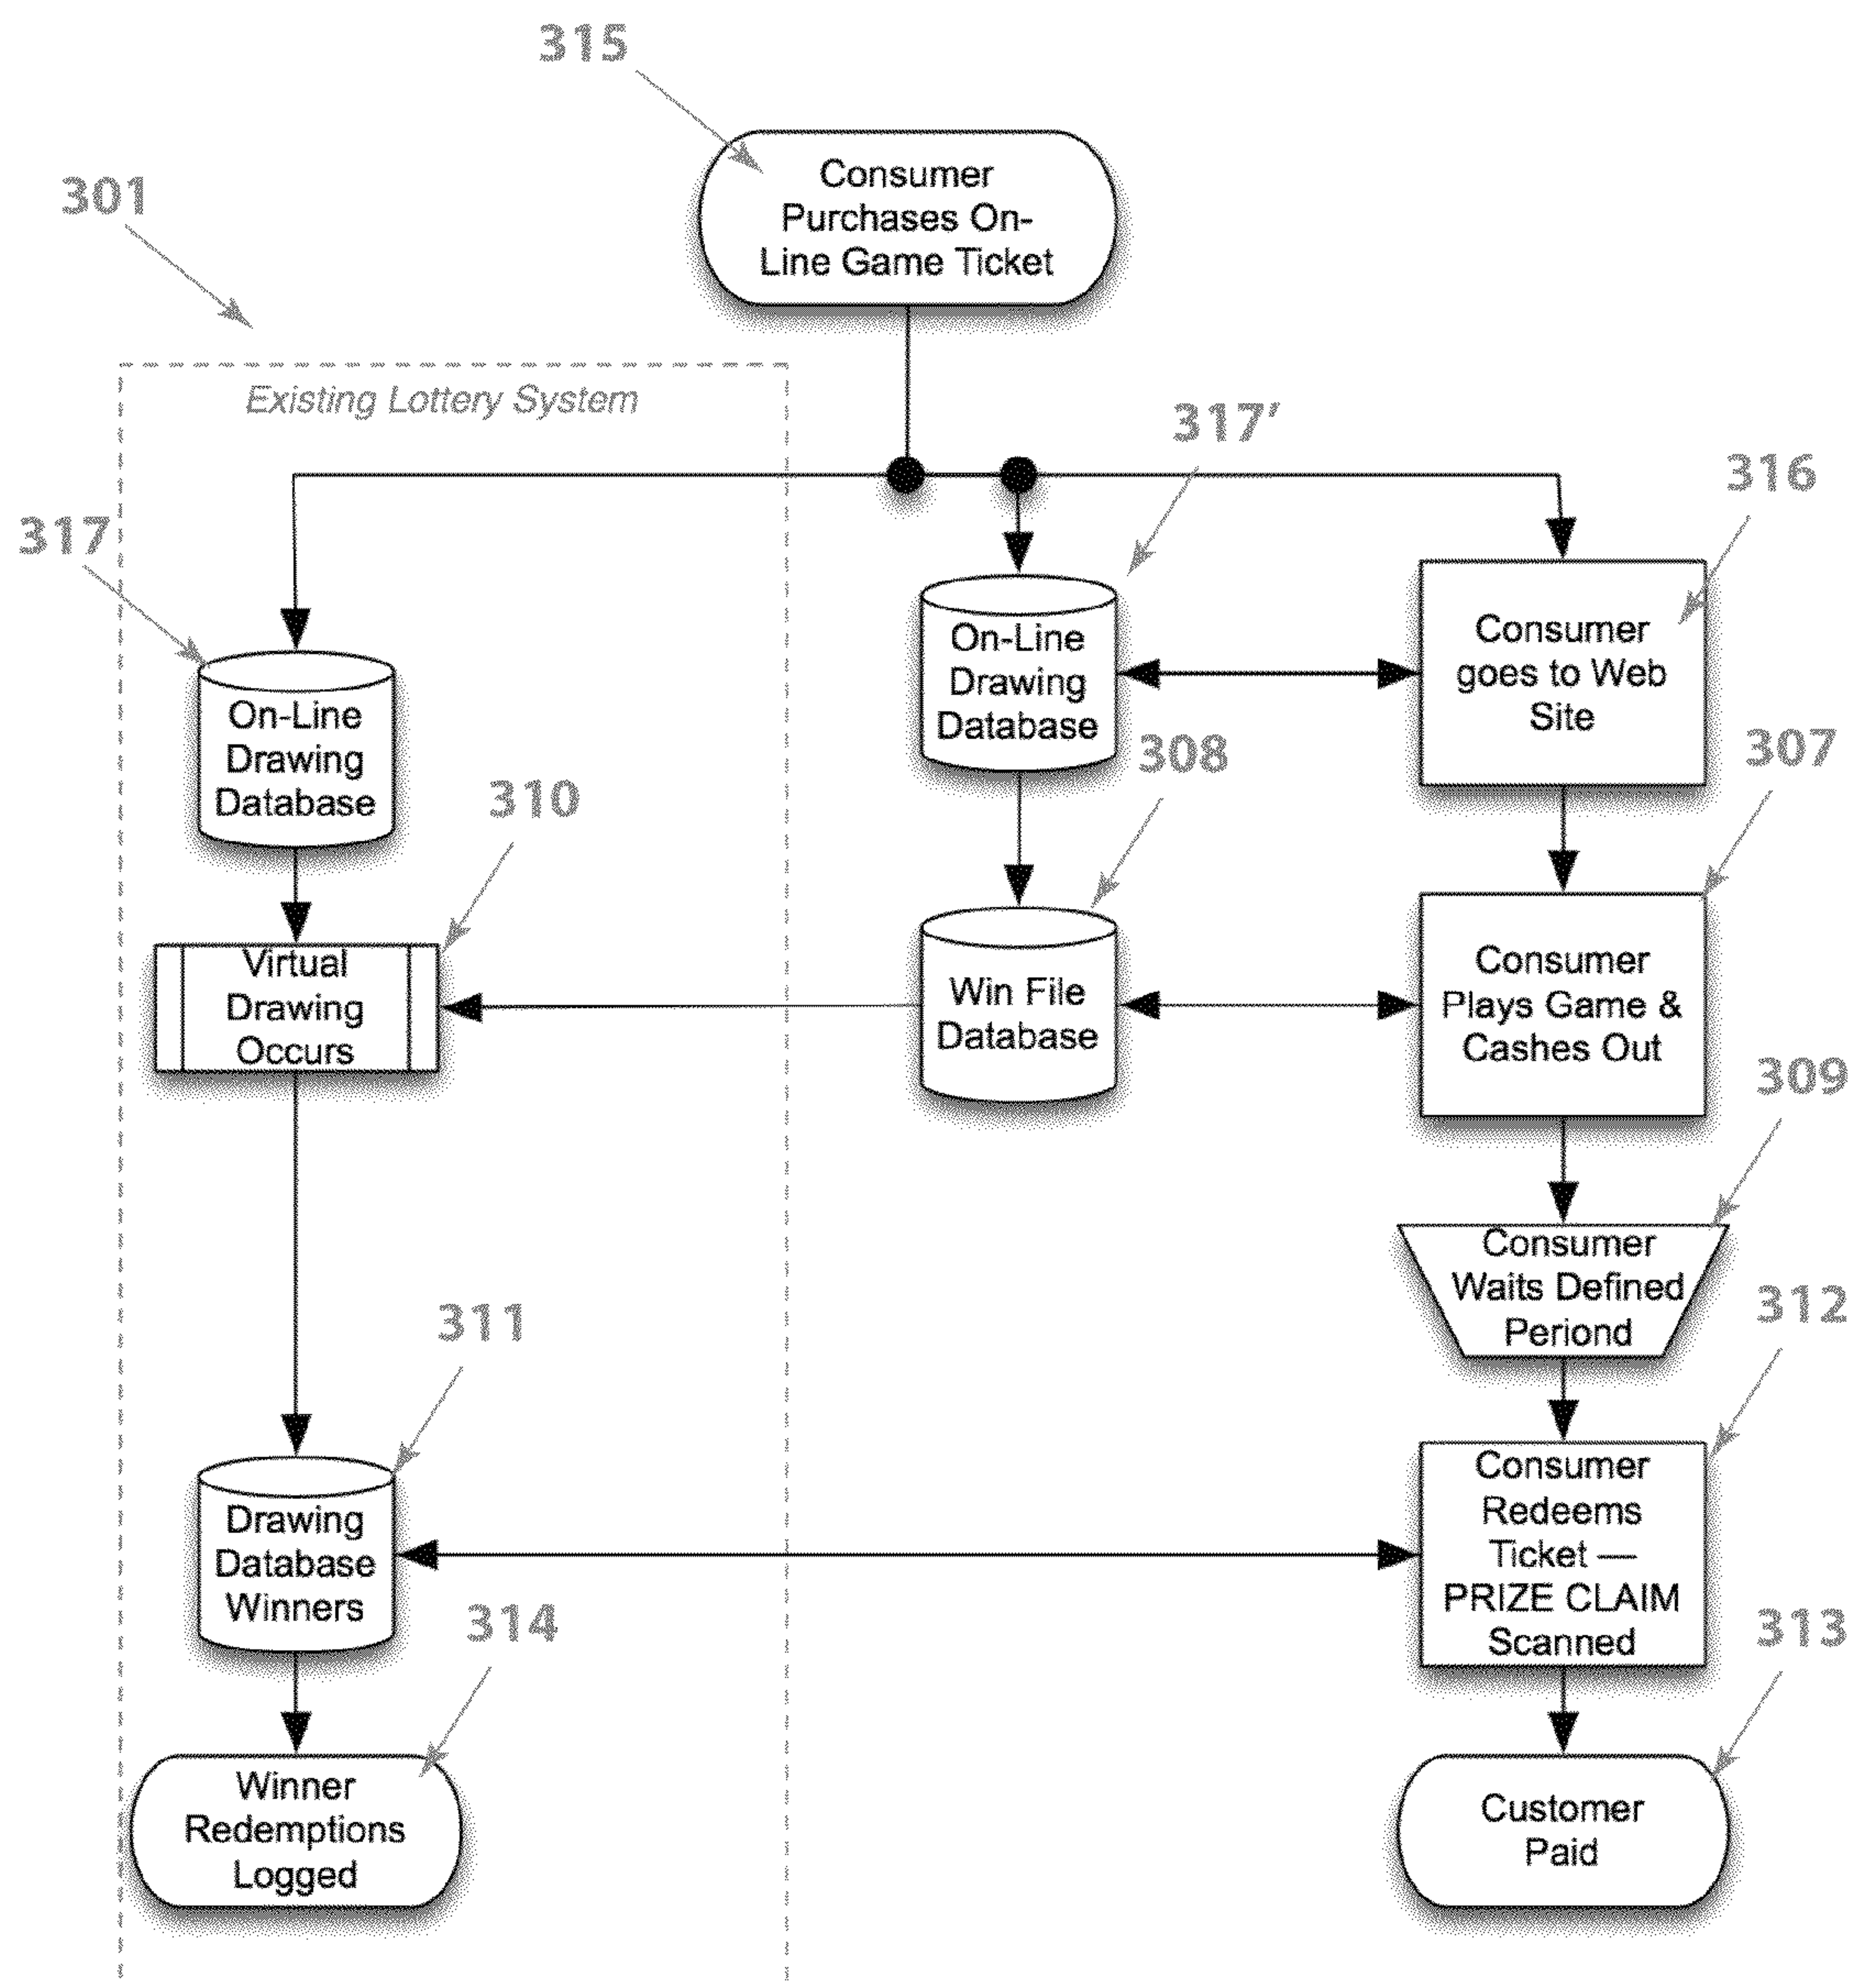 315
Consumer
Purchases On-
Line Game Ticket
301
Existing Lottery System
317'
316
317
On-Line
Drawing
Database
Consumer
goes to Web
Site
On-Line
Drawing
Database
308
307
310
Virtual
Drawing
Occurs
Win File
Database
Consumer
Plays Game &
Cashes Out
309
Consumer
Waits Defined
Periond
312
311
Drawing
Database
Winners
Consumer
Redeems
Ticket —
PRIZE CLAIM
Scanned
314
313
Winner
Redemptions
Logged
Customer
Paid